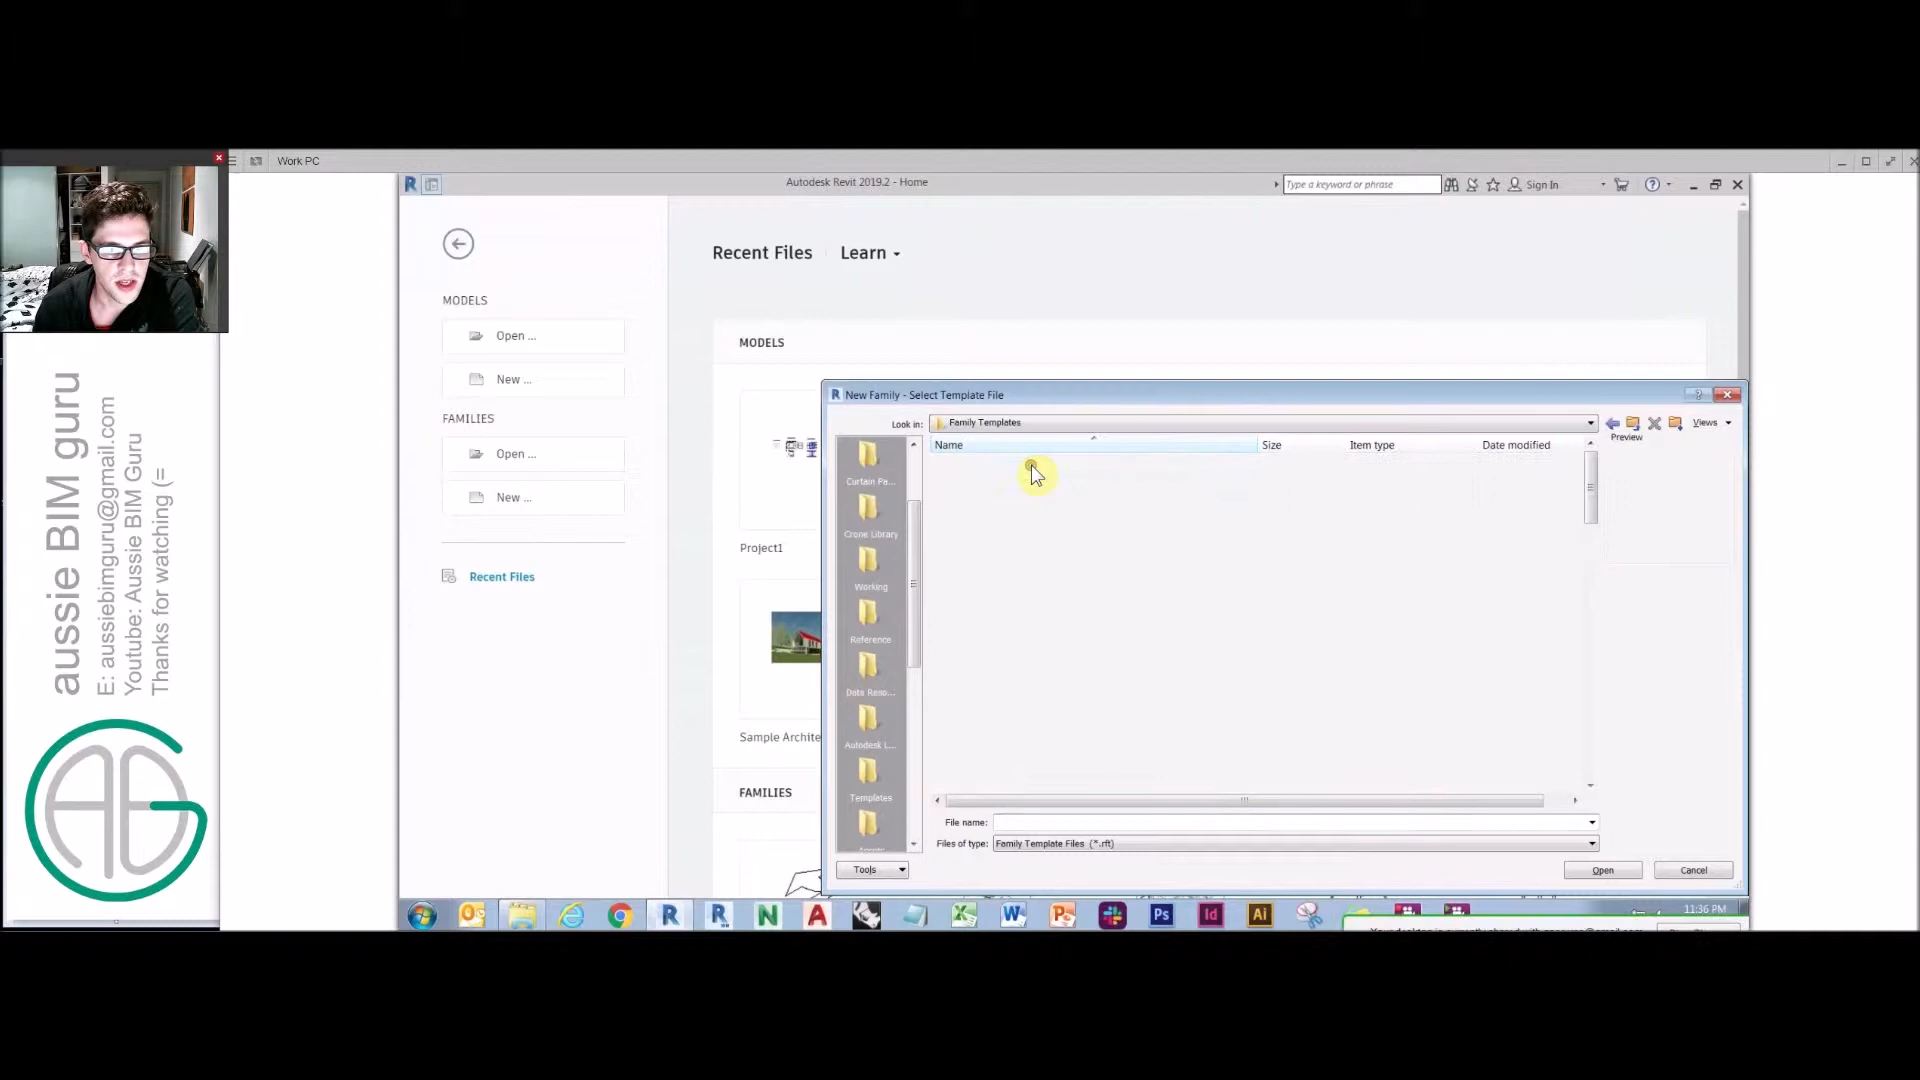 Work PC
Autodesk Revit 2019.2 - Home
Type a keyword or phrase
Sign In
Recent Files
Learn
MODELS
Open ...
New ...
FAMILIES
Open ...
New ...
Recent Files
MODELS
Project1
Sample Archite
FAMILIES
New Family - Select Template File
Look in:
Family Templates
Views
Preview
Name
Size
Item type
Date modified
Curtain Pa...
Crone Library
Working
Reference
Data Reso...
Autodesk L...
Templates
File name:
Files of type:
Family Template Files (*.rft)
Tools
Open
Cancel
11:36 PM
aussie BIM guru
E: aussiebimguru@gmail.com
Youtube: Aussie BIM Guru
Thanks for watching (=